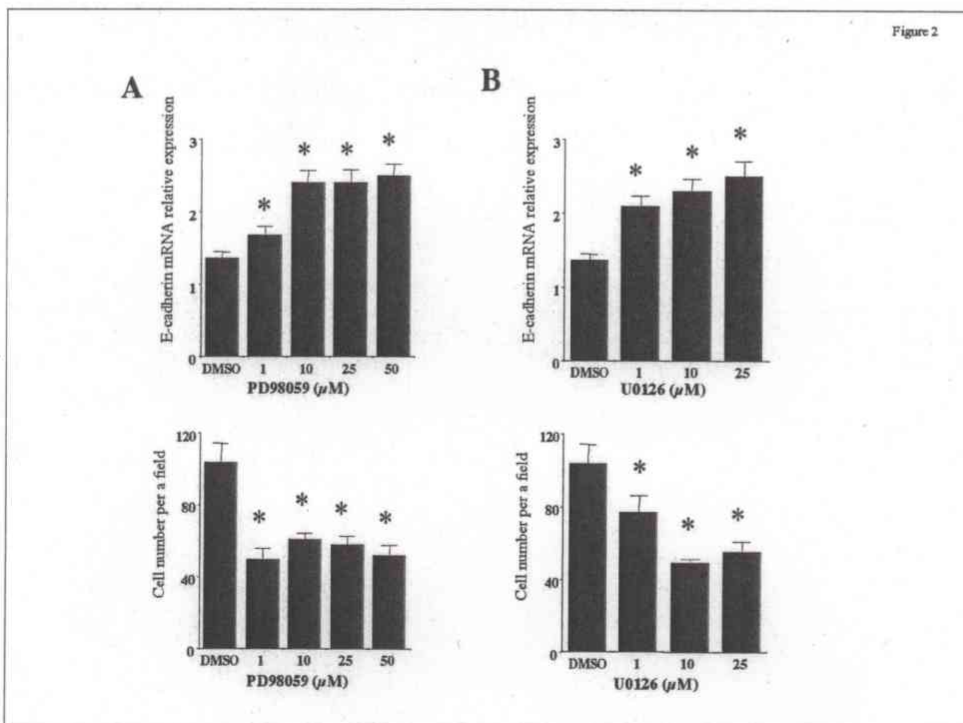 Figure 2
A
E-cadherin mRNA relative expression
3
2
1
0
* * * *
DMSO 1 10 25 50
PD98059 (µM)
Cell number per a field
120
80
40
0
* * * *
DMSO 1 10 25 50
PD98059 (µM)
B
E-cadherin mRNA relative expression
3
2
1
0
* * *
DMSO 1 10 25
U0126 (µM)
Cell number per a field
120
80
40
0
* * *
DMSO 1 10 25
U0126 (µM)